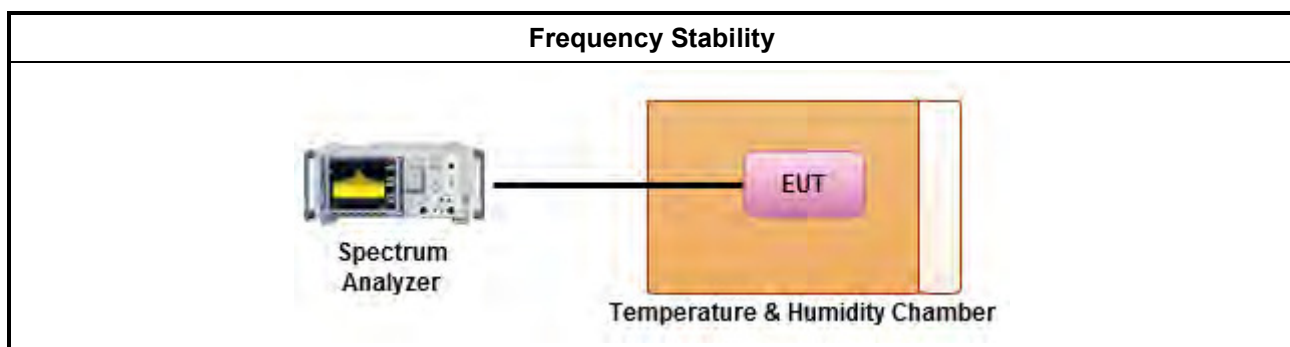 Frequency Stability
EUT
Spectrum
Analyzer
Temperature & Humidity Chamber